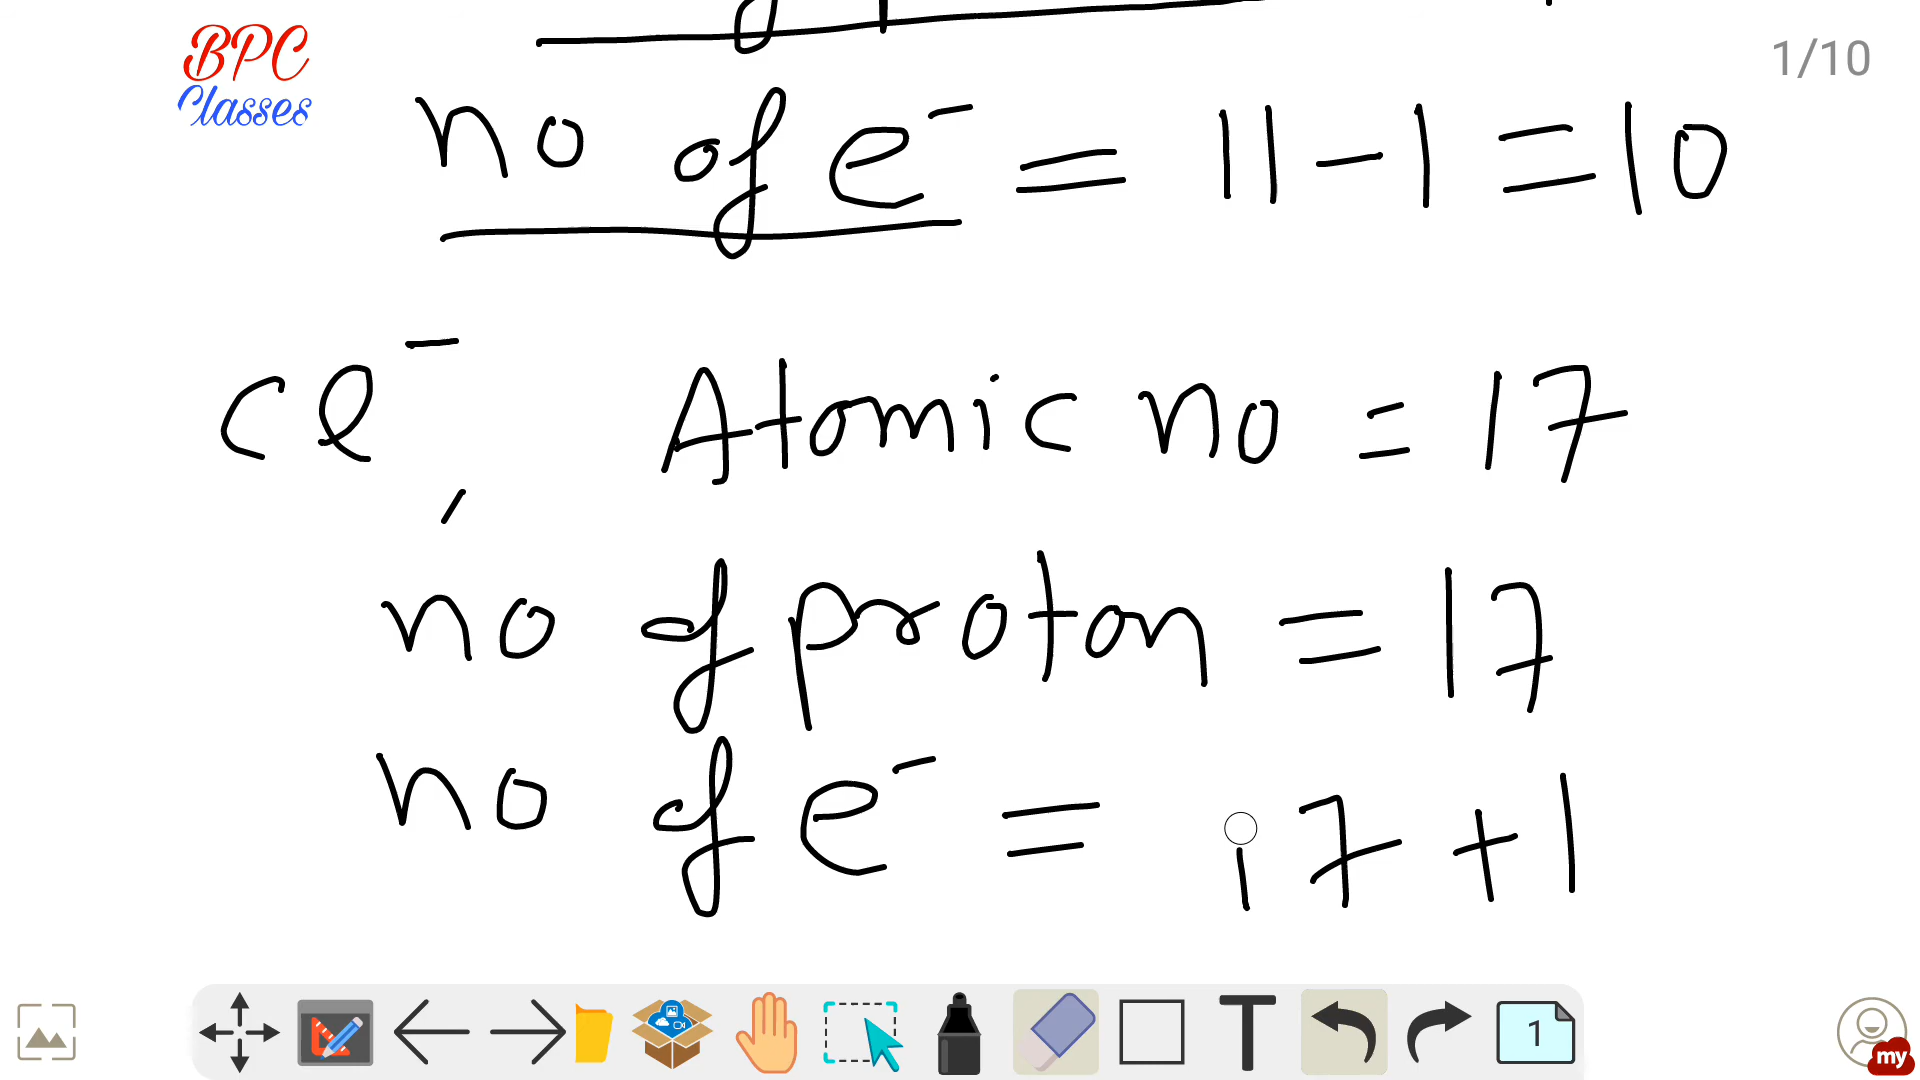 BPC
Classes
1/10
no of e⁻ = 11 - 1 = 10
Cl⁻, Atomic no = 17
no of proton = 17
no of e⁻ = 17 + 1
T
1
my